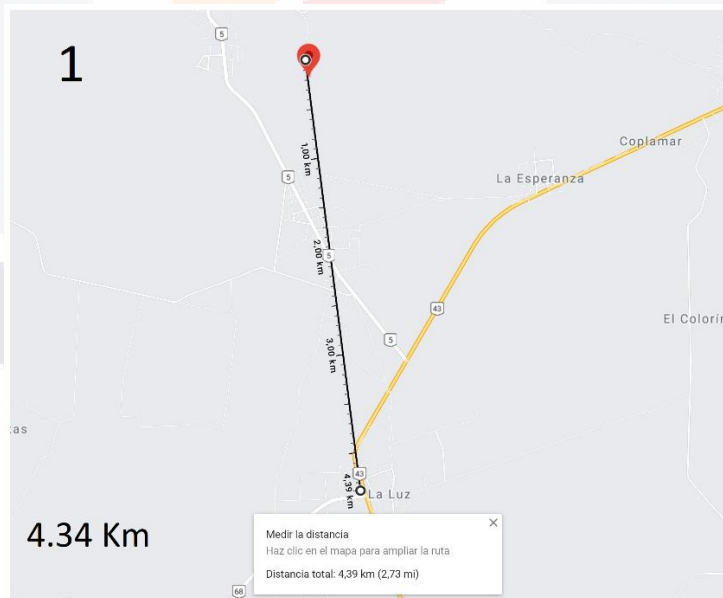 1
5
1,00 km
Coplamar
La Esperanza
5
2,00 km
5
43
El Colorín
5
3,00 km
as
43
4,39 km
La Luz
4.34 Km
Medir la distancia
Haz clic en el mapa para ampliar la ruta
Distancia total: 4,39 km (2,73 mi)
68